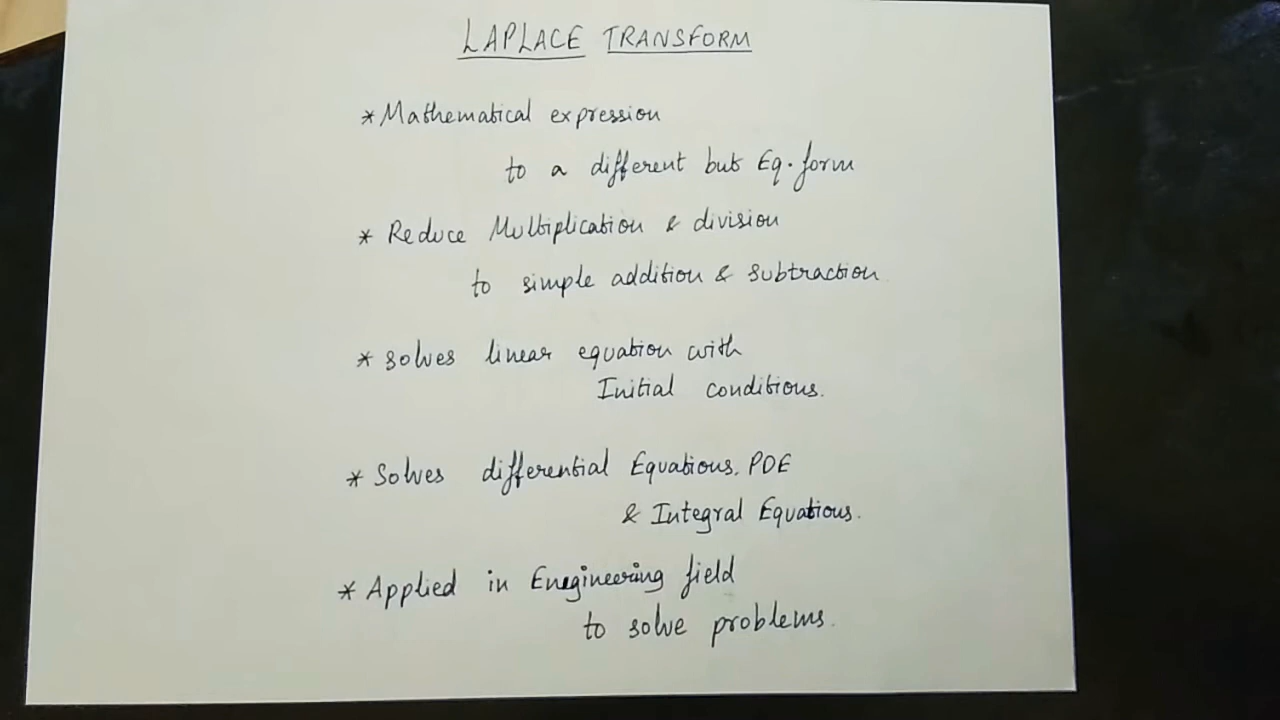 LAPLACE TRANSFORM
* Mathematical expression
to a different but Eq. form
* Reduce Multiplication & division
to simple addition & subtraction
* solves linear equation with
Initial conditions.
* Solves differential Equations. PDE
& Integral Equations.
* Applied in Enegineering field
to solve problems.